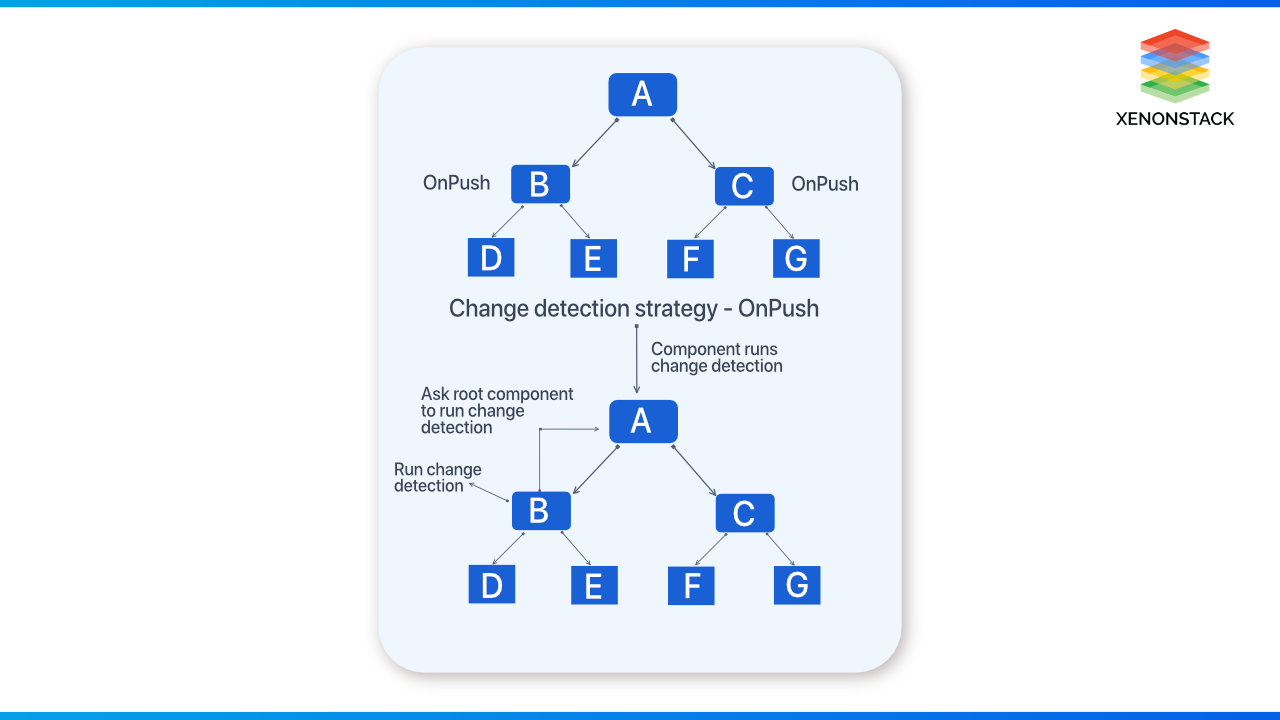 XENONSTACK
A
OnPush
B
C
OnPush
D
E
F
G
Change detection strategy - OnPush
Component runs
change detection
Ask root component
to run change
detection
A
Run change
detection
B
C
D
E
F
G